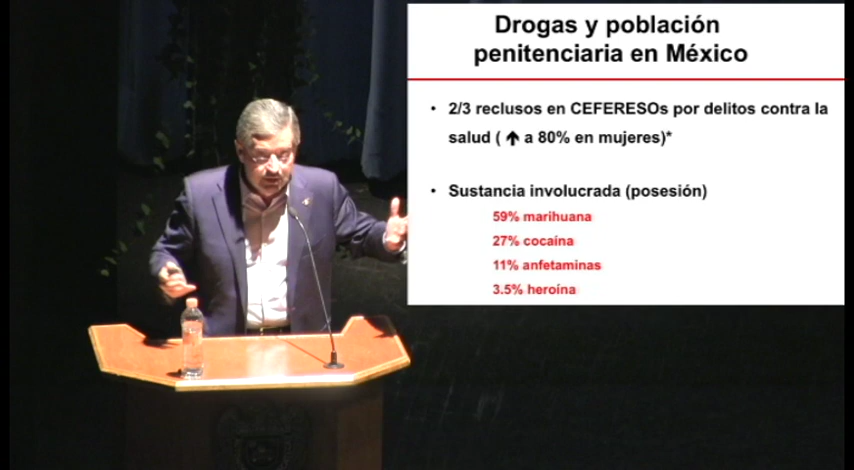 Drogas y población
penitenciaria en México
• 2/3 reclusos en CEFERESOs por delitos contra la
salud ( ↑ a 80% en mujeres)*
• Sustancia involucrada (posesión)
59% marihuana
27% cocaína
11% anfetaminas
3.5% heroína